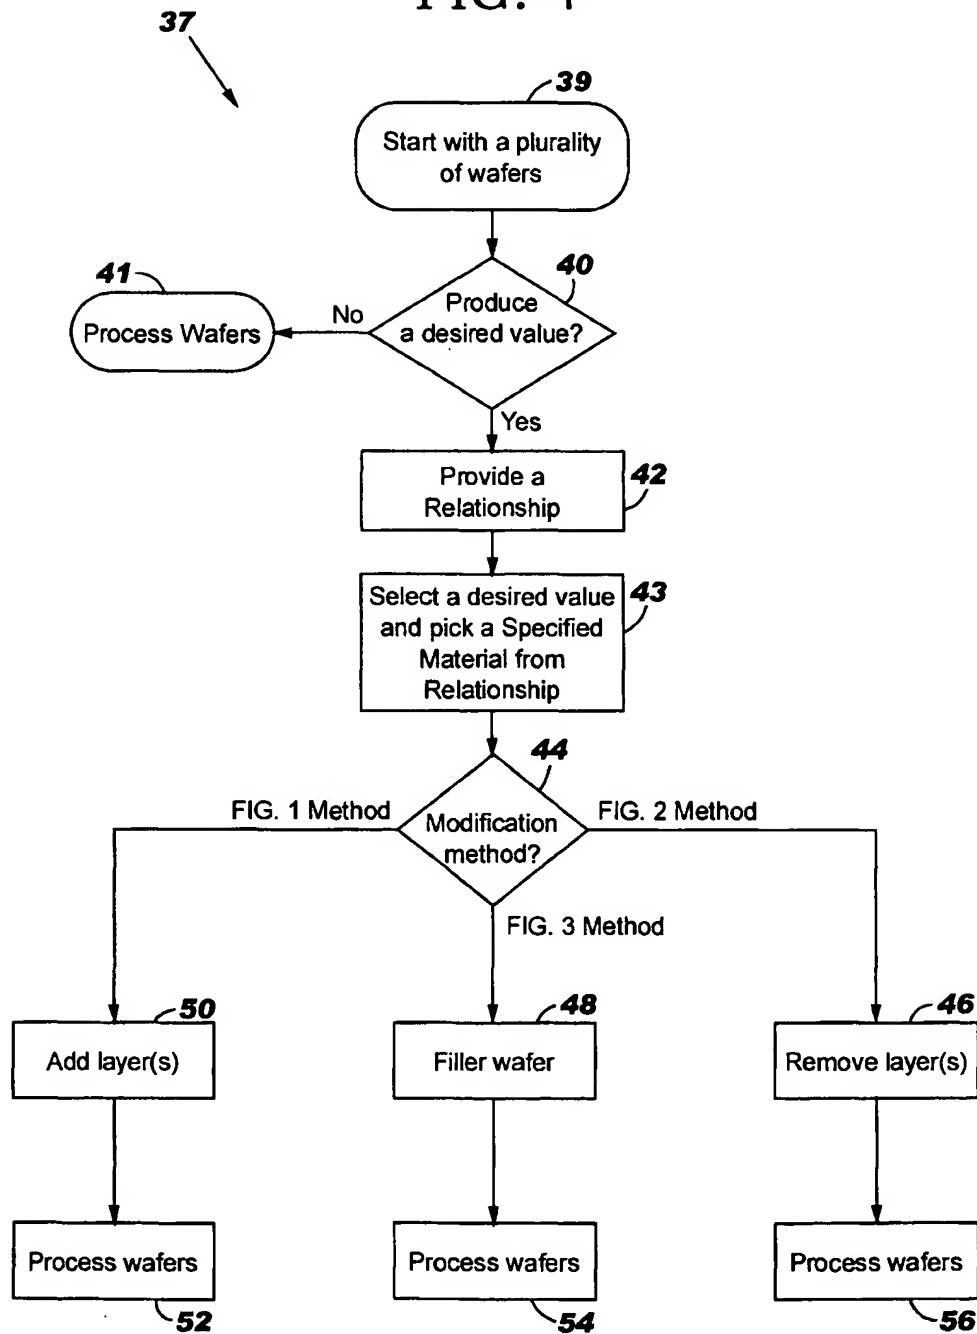 FIG. 4
37
39
Start with a plurality
of wafers
40
Produce
a desired value?
41
Process Wafers
No
Yes
42
Provide a
Relationship
43
Select a desired value
and pick a Specified
Material from
Relationship
44
Modification
method?
FIG. 1 Method
FIG. 2 Method
FIG. 3 Method
50
Add layer(s)
48
Filler wafer
46
Remove layer(s)
Process wafers
52
Process wafers
54
Process wafers
56